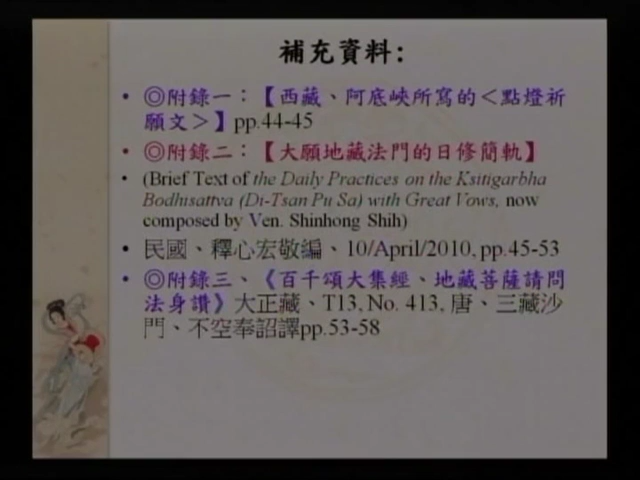 補充資料:
• ◎附錄一：【西藏、阿底峽所寫的＜點燈祈
願文＞】pp.44-45
• ◎附錄二：【大願地藏法門的日修簡軌】
• (Brief Text of the Daily Practices on the Ksitigarbha
Bodhisattva (Di-Tsan Pu Sa) with Great Vows, now
composed by Ven. Shinhong Shih)
• 民國、釋心宏敬編、10/April/2010, pp.45-53
• ◎附錄三、《百千頌大集經、地藏菩薩請問
法身讚》大正藏、T13, No. 413, 唐、三藏沙
門、不空奉詔譯pp.53-58